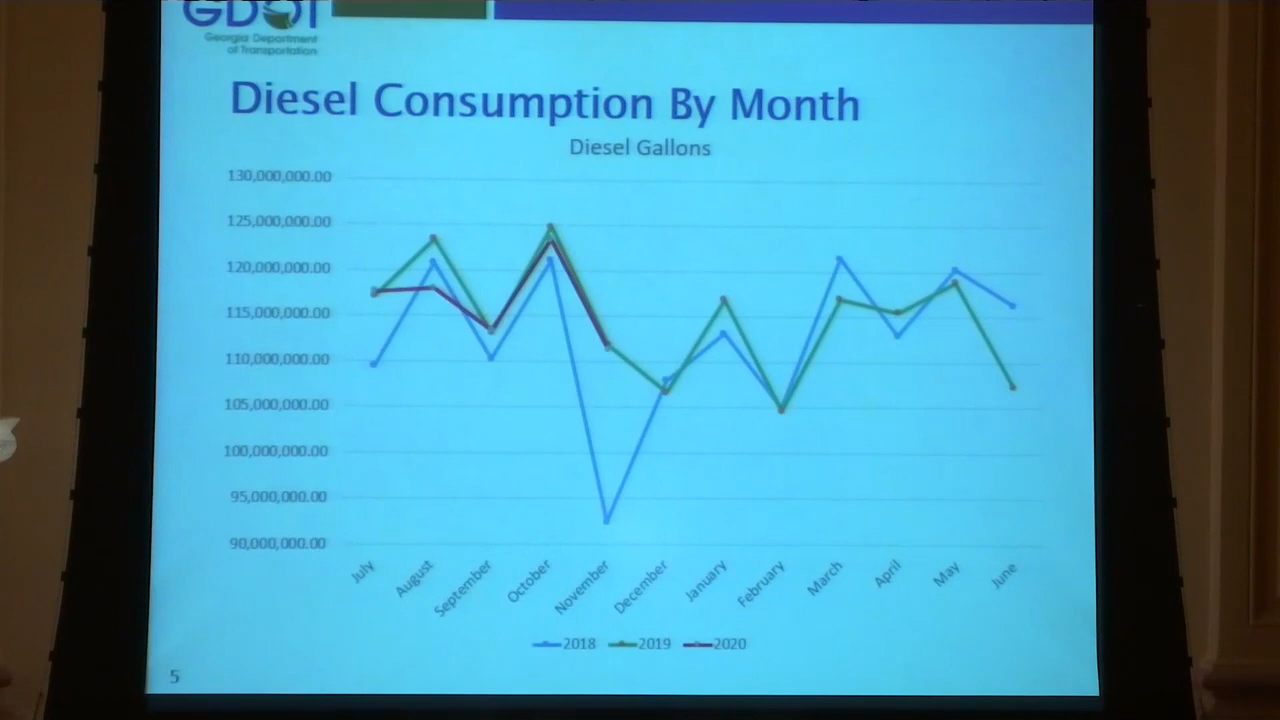 GDOT
Georgia Department
of Transportation
Diesel Consumption By Month
Diesel Gallons
130,000,000.00
125,000,000.00
120,000,000.00
115,000,000.00
110,000,000.00
105,000,000.00
100,000,000.00
95,000,000.00
90,000,000.00
July
August
September
October
November
December
January
February
March
April
May
June
2018
2019
2020
5